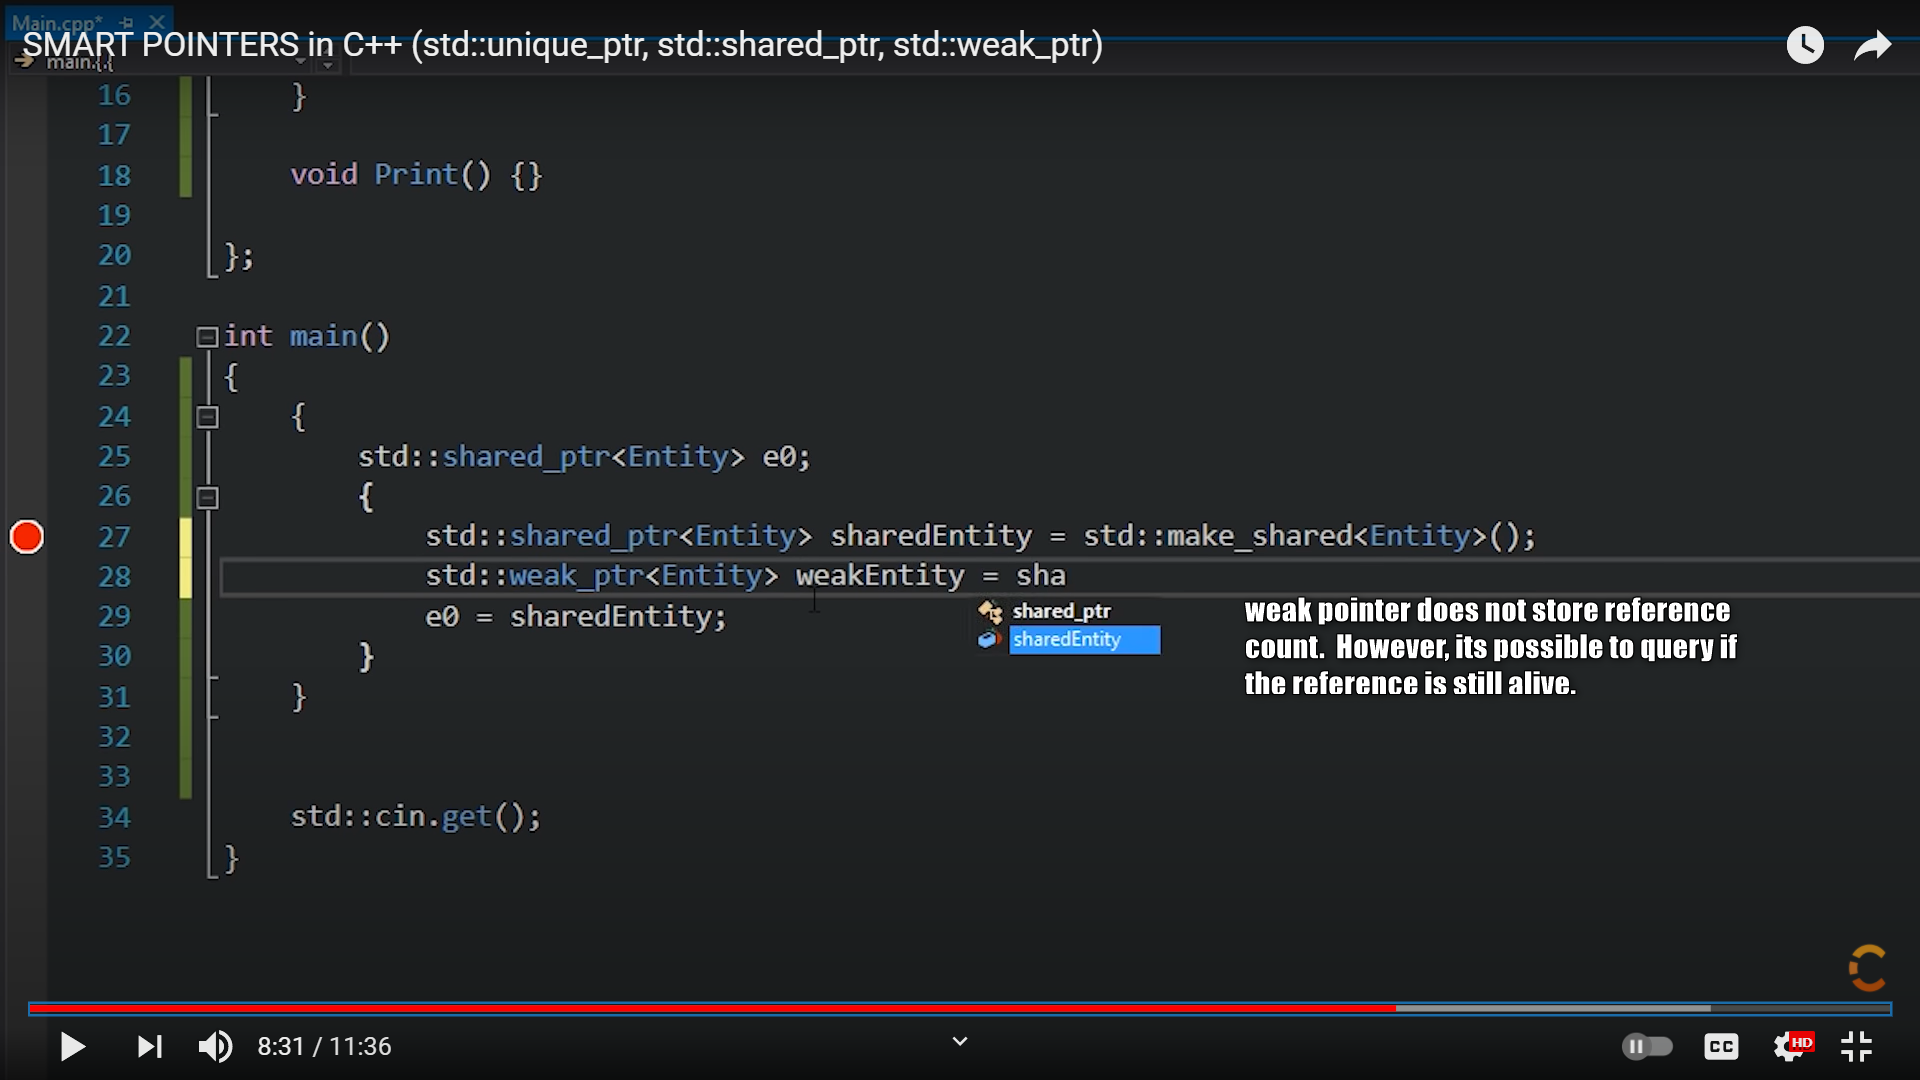 Main.cpp*
SMART POINTERS in C++ (std::unique_ptr, std::shared_ptr, std::weak_ptr)
main.{.{
16 }
17
18 void Print() {}
19
20 };
21
22 int main()
23 {
24 {
25 std::shared_ptr<Entity> e0;
26 {
27 std::shared_ptr<Entity> sharedEntity = std::make_shared<Entity>();
28 std::weak_ptr<Entity> weakEntity = sha
29 e0 = sharedEntity;
shared_ptr
sharedEntity
weak pointer does not store reference
count. However, its possible to query if
the reference is still alive.
30 }
31 }
32
33
34 std::cin.get();
35 }
8:31 / 11:36
CC
HD